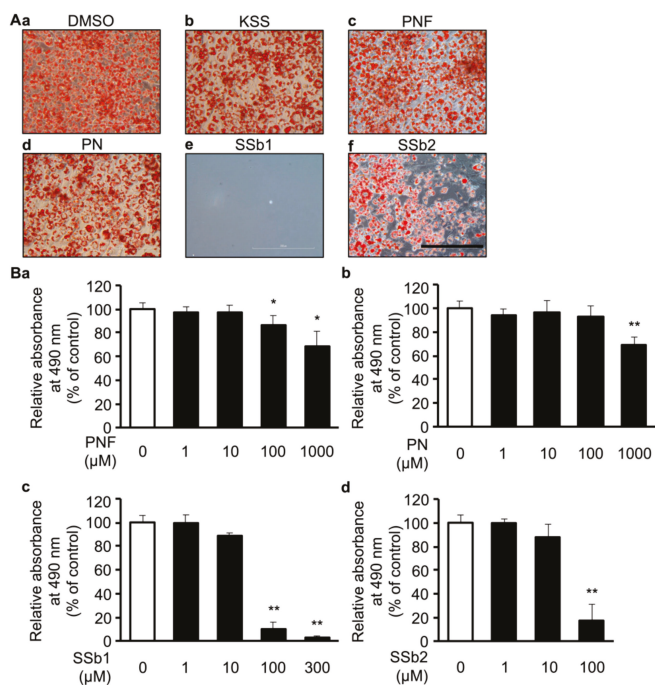 Aa DMSO b KSS c PNF
d PN e SSb1 f SSb2
Ba
Relative absorbance
at 490 nm
(% of control)
120
100
80
60
40
20
0
* *
PNF
(µM)
0 1 10 100 1000
b
Relative absorbance
at 490 nm
(% of control)
120
100
80
60
40
20
0
**
PN
(µM)
0 1 10 100 1000
c
Relative absorbance
at 490 nm
(% of control)
120
100
80
60
40
20
0
** **
SSb1
(µM)
0 1 10 100 300
d
Relative absorbance
at 490 nm
(% of control)
120
100
80
60
40
20
0
**
SSb2
(µM)
0 1 10 100